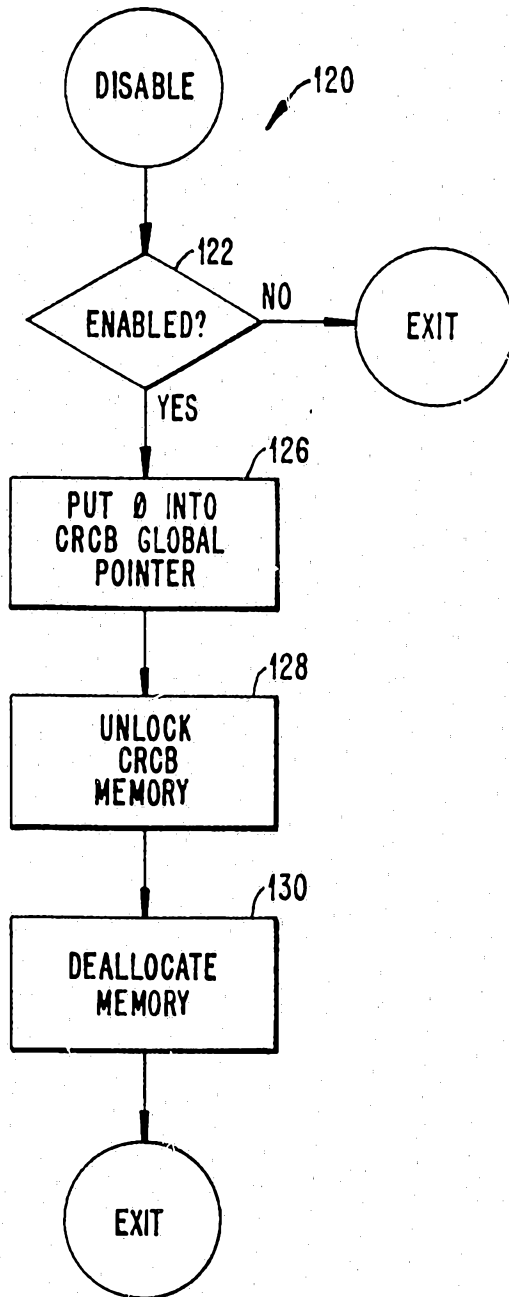 DISABLE
120
122
ENABLED?
NO
EXIT
YES
126
PUT Ø INTO
CRCB GLOBAL
POINTER
128
UNLOCK
CRCB
MEMORY
130
DEALLOCATE
MEMORY
EXIT